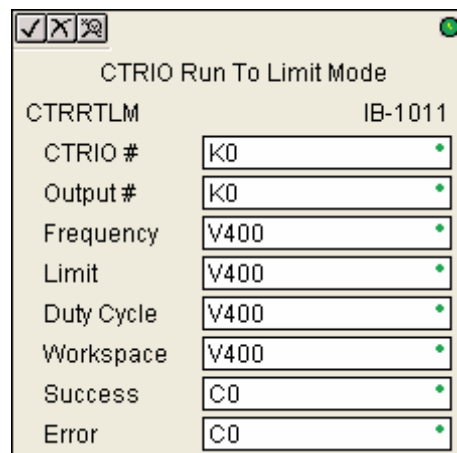 CTRIO Run To Limit Mode
CTRRTLM IB-1011
CTRIO # K0
Output # K0
Frequency V400
Limit V400
Duty Cycle V400
Workspace V400
Success C0
Error C0